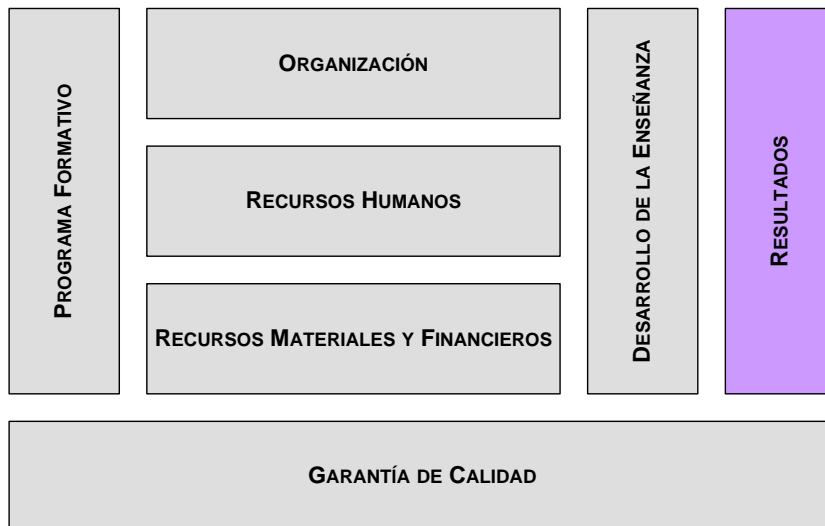 PROGRAMA FORMATIVO
ORGANIZACIÓN
RECURSOS HUMANOS
RECURSOS MATERIALES Y FINANCIEROS
DESARROLLO DE LA ENSEÑANZA
RESULTADOS
GARANTÍA DE CALIDAD